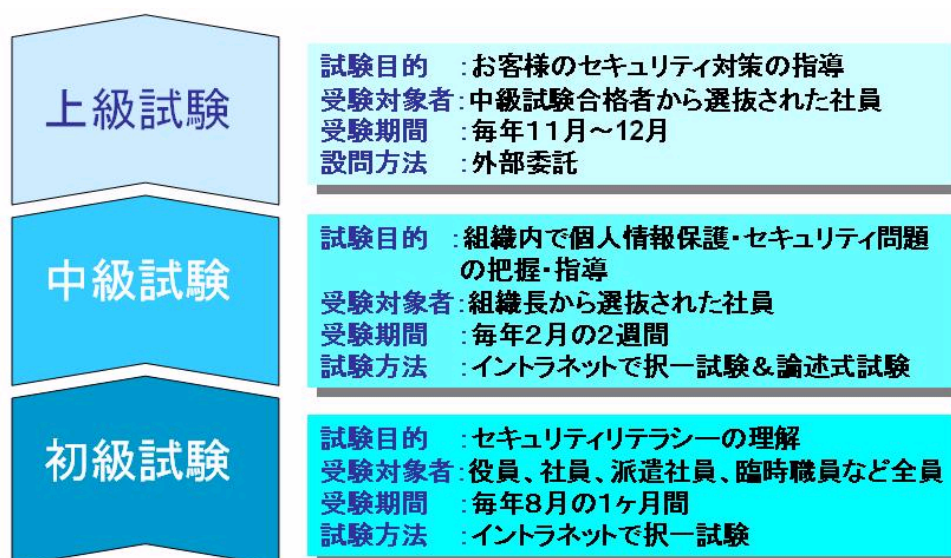 上級試験
試験目的 :お客様のセキュリティ対策の指導
受験対象者:中級試験合格者から選抜された社員
受験期間 :毎年11月~12月
設問方法 :外部委託
中級試験
試験目的 :組織内で個人情報保護・セキュリティ問題
の把握・指導
受験対象者:組織長から選抜された社員
受験期間 :毎年2月の2週間
試験方法 :イントラネットで択一試験&論述式試験
初級試験
試験目的 :セキュリティリテラシーの理解
受験対象者:役員、社員、派遣社員、臨時職員など全員
受験期間 :毎年8月の1ヶ月間
試験方法 :イントラネットで択一試験